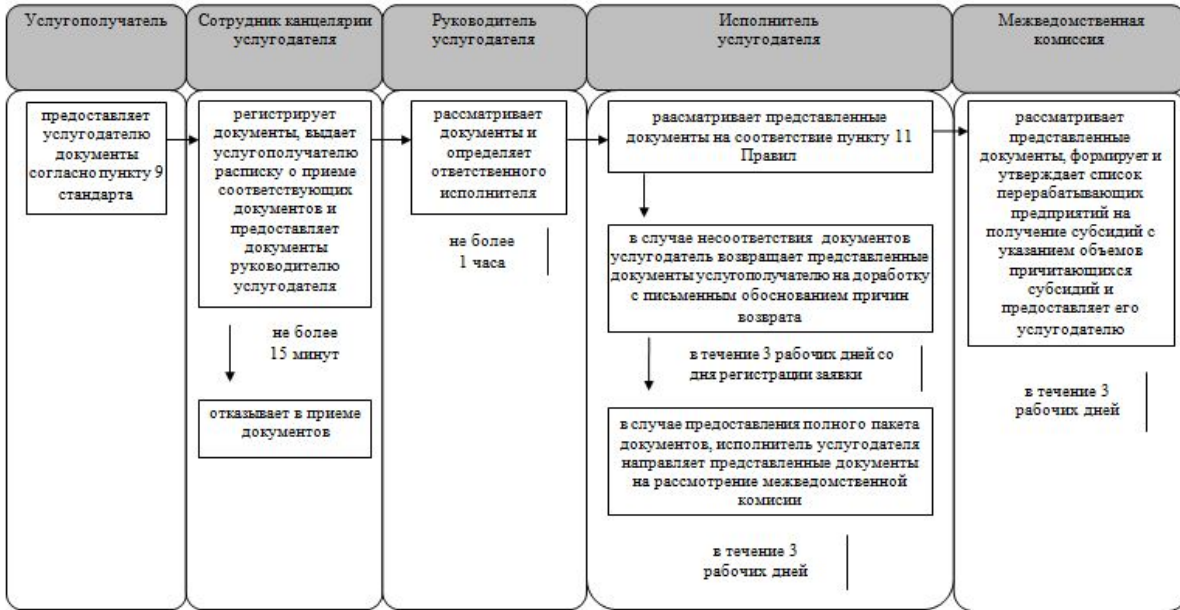 Услугополучатель
Сотрудник канцелярии
услугодателя
Руководитель
услугодателя
Исполнитель
услугодателя
Межведомственная
комиссия
предоставляет
услугодателю
документы
согласно пункту 9
стандарта
регистрирует
документы, выдает
услугополучателю
расписку о приеме
соответствующих
документов и
предоставляет
документы
руководителю
услугодателя
не более
15 минут
отказывает в приеме
документов
рассматривает
документы и
определяет
ответственного
исполнителя
не более
1 часа
раасматривает представленные
документы на соответствие пункту 11
Правил
в случае несоответствия документов
услугодатель возвращает представленные
документы услугополучателю на доработку
с письменным обоснованием причин
возврата
в течение 3 рабочих дней со
дня регистрации заявки
в случае предоставления полного пакета
документов, исполнитель услугодателя
направляет представленные документы
на рассмотрение межведомственной
комисии
в течение 3
рабочих дней
рассматривает
представленные
документы, формирует и
утверждает список
перерабатывающих
предприятий на
получение субсидий с
указанием объемов
причитающихся
субсидий и
предоставляет его
услугодателю
в течение 3
рабочих дней